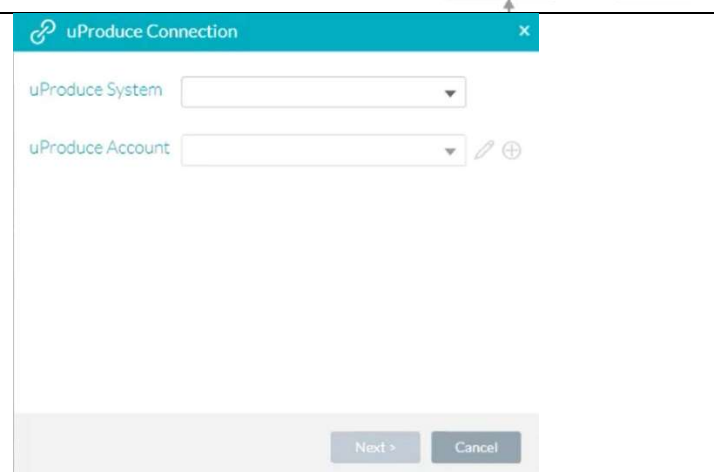 uProduce Connection
uProduce System
uProduce Account
Next >
Cancel